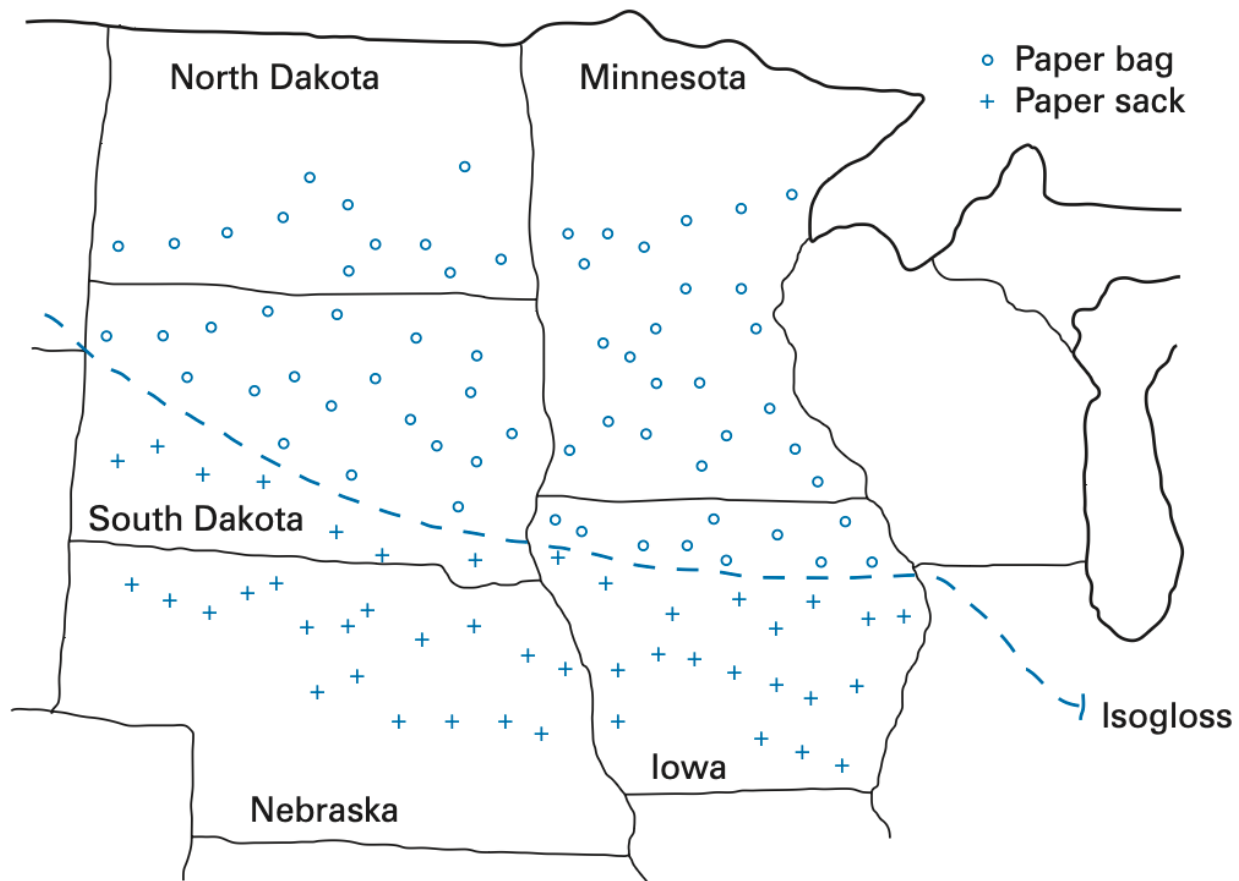 North Dakota
Minnesota
Paper bag
Paper sack
South Dakota
Isogloss
Iowa
Nebraska